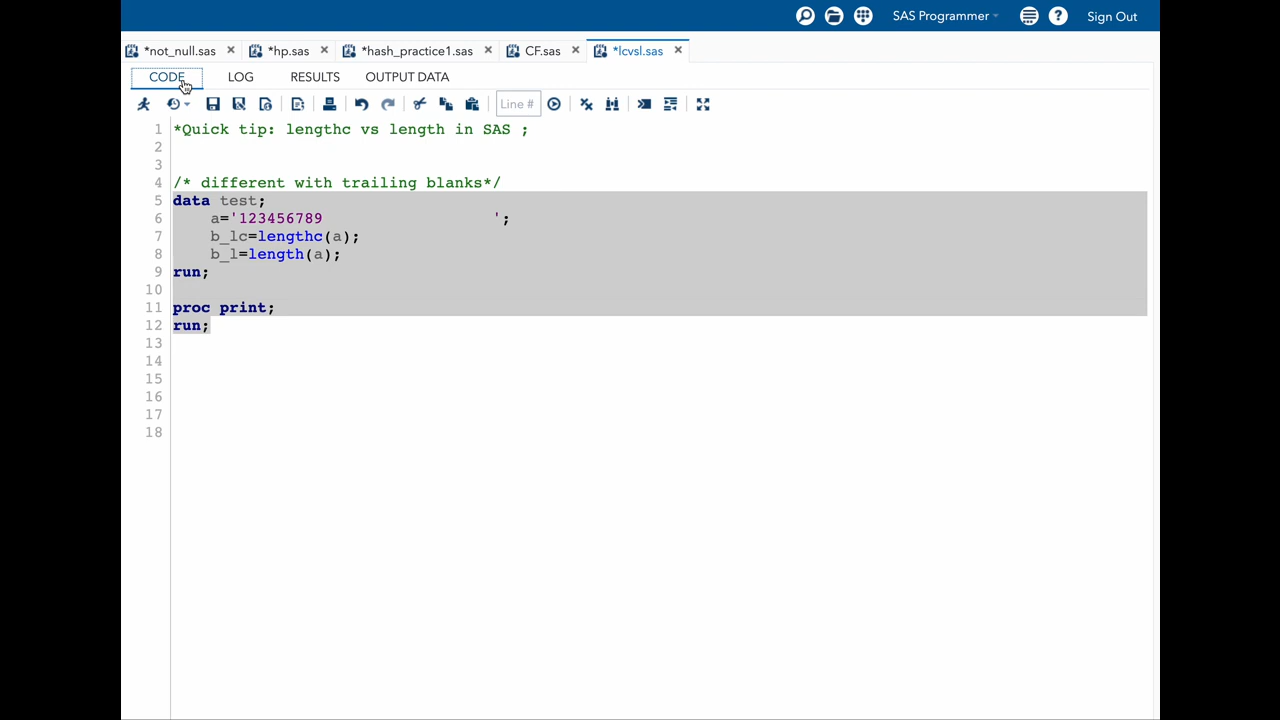 SAS Programmer Sign Out
*not_null.sas *hp.sas *hash_practice1.sas CF.sas *lcvsl.sas
CODE LOG RESULTS OUTPUT DATA
Line #
1 *Quick tip: lengthc vs length in SAS ;
2
3
4 /* different with trailing blanks*/
5 data test;
6 a='123456789                   ';
7 b_lc=lengthc(a);
8 b_l=length(a);
9 run;
10
11 proc print;
12 run;
13
14
15
16
17
18